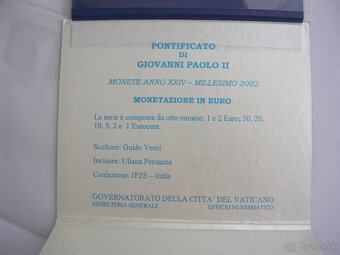 PONTIFICATO
DI
GIOVANNI PAOLO II
MONETE ANNO XXIV – MILLESIMO 2002
MONETAZIONE IN EURO
La serie è composta da otto monete: 1 e 2 Euro; 50, 20,
10, 5, 2 e 1 Eurocent.
Scultore: Guido Veroi
Incisore: Uliana Pernazza
Coniazione: IPZS – Italia
GOVERNATORATO DELLA CITTA' DEL VATICANO
SEGRETERIA GENERALE UFFICIO NUMISMATICO
bazos.sk